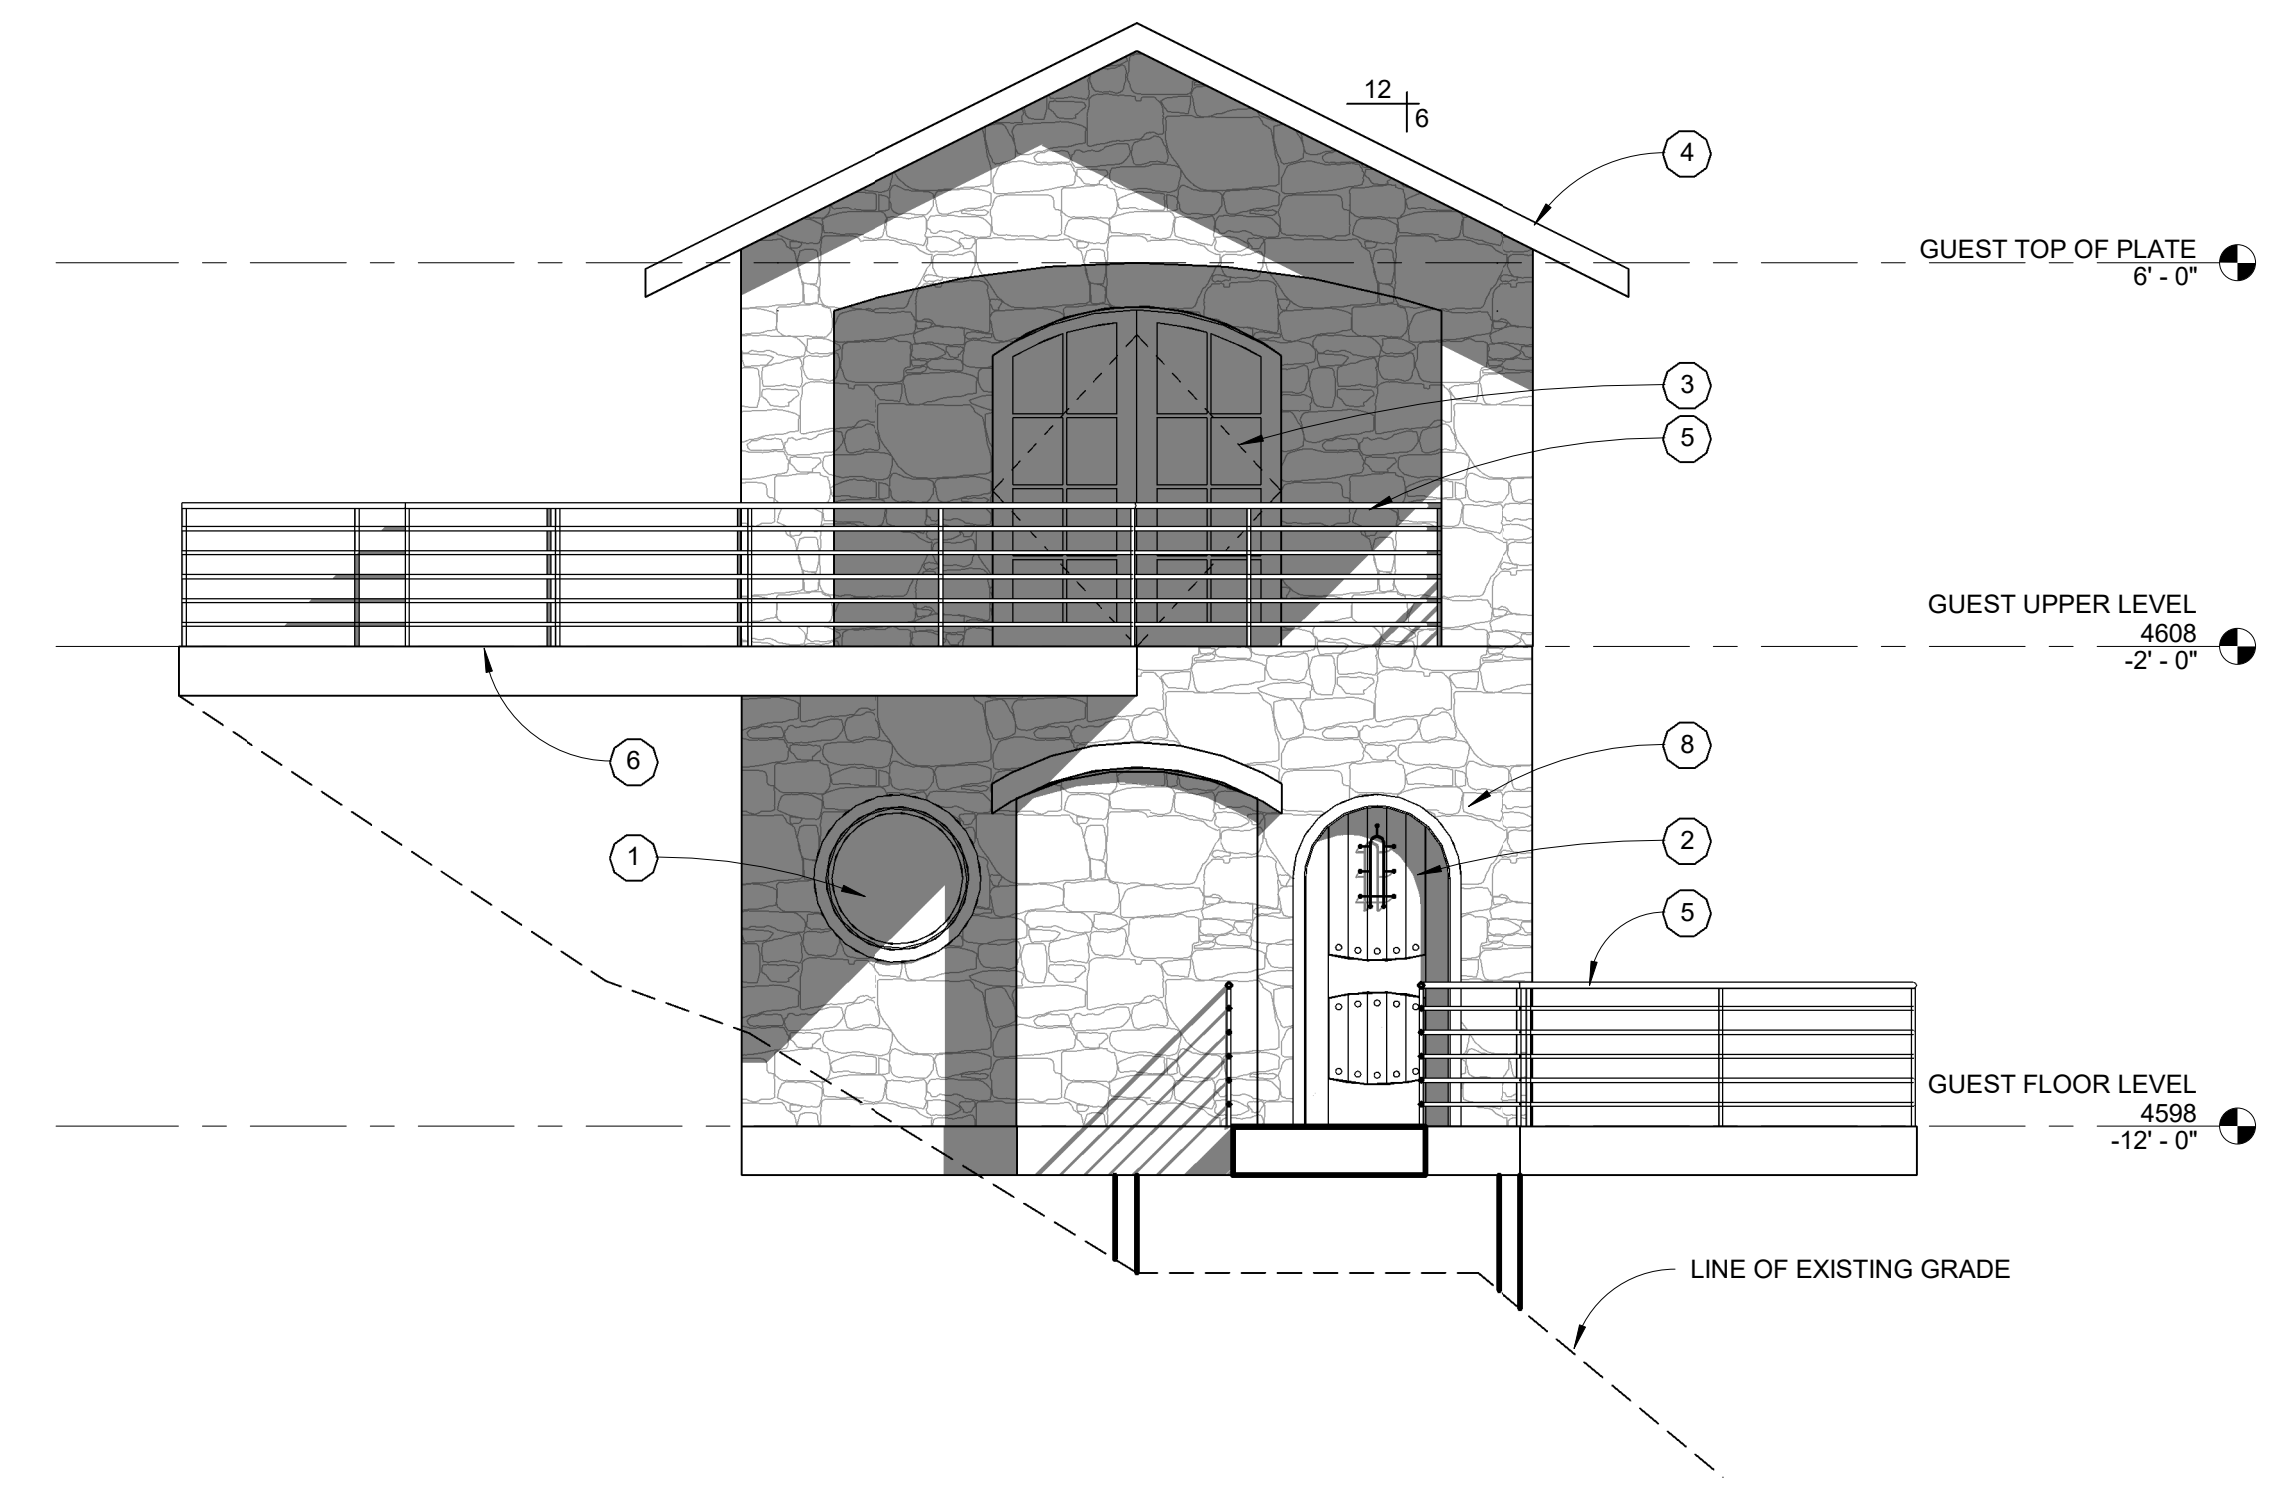 12
6
4
GUEST TOP OF PLATE
6' - 0"
3
5
GUEST UPPER LEVEL
4608
-2' - 0"
6
8
1
2
5
GUEST FLOOR LEVEL
4598
-12' - 0"
LINE OF EXISTING GRADE